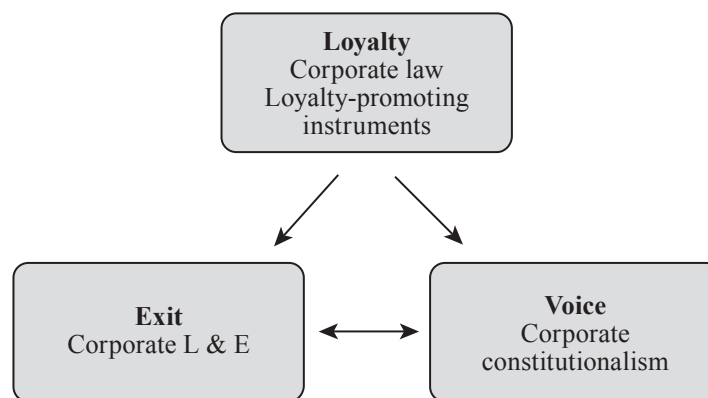 Loyalty
Corporate law
Loyalty-promoting
instruments
Exit
Corporate L & E
Voice
Corporate
constitutionalism